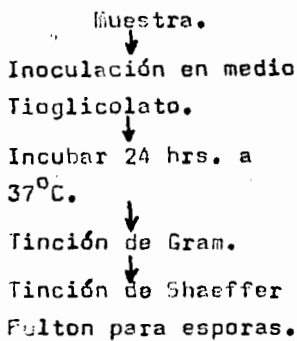 Muestra.
Inoculación en medio
Tioglicolato.
Incubar 24 hrs. a
37°C.
Tinción de Gram.
Tinción de Shaeffer
Fulton para esporas.